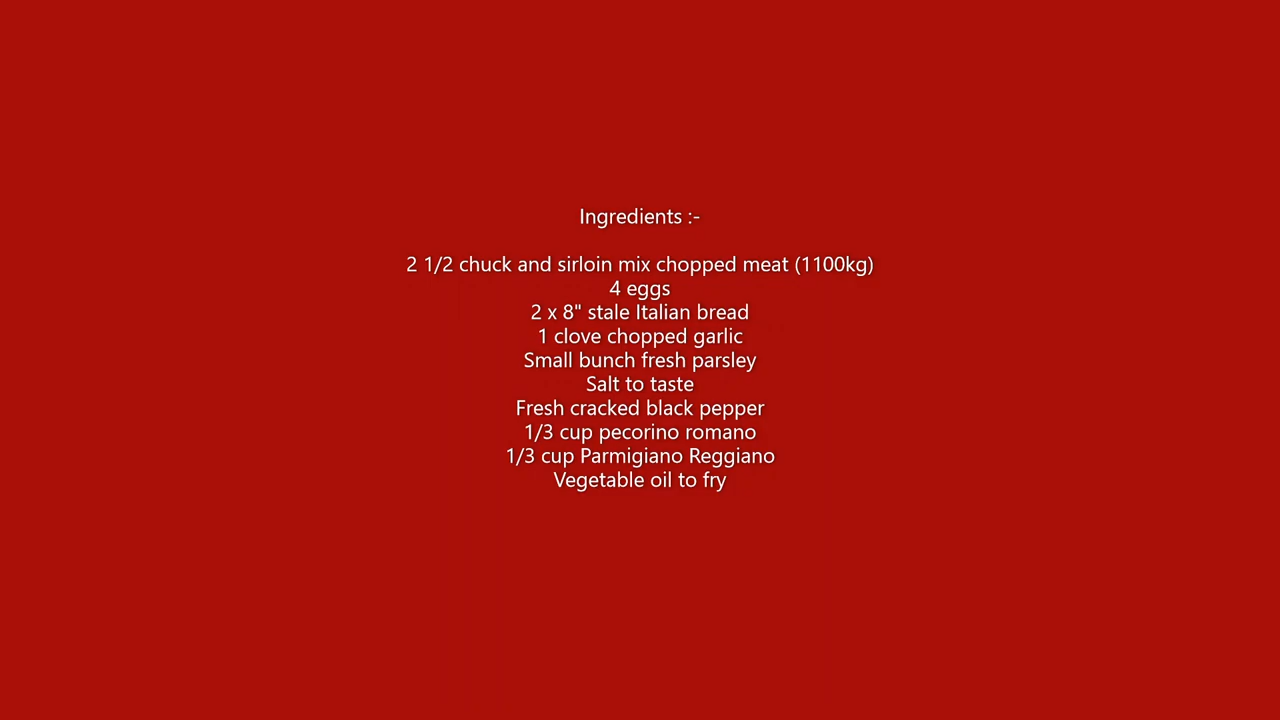 Ingredients :-
2 1/2 chuck and sirloin mix chopped meat (1100kg)
4 eggs
2 x 8" stale Italian bread
1 clove chopped garlic
Small bunch fresh parsley
Salt to taste
Fresh cracked black pepper
1/3 cup pecorino romano
1/3 cup Parmigiano Reggiano
Vegetable oil to fry